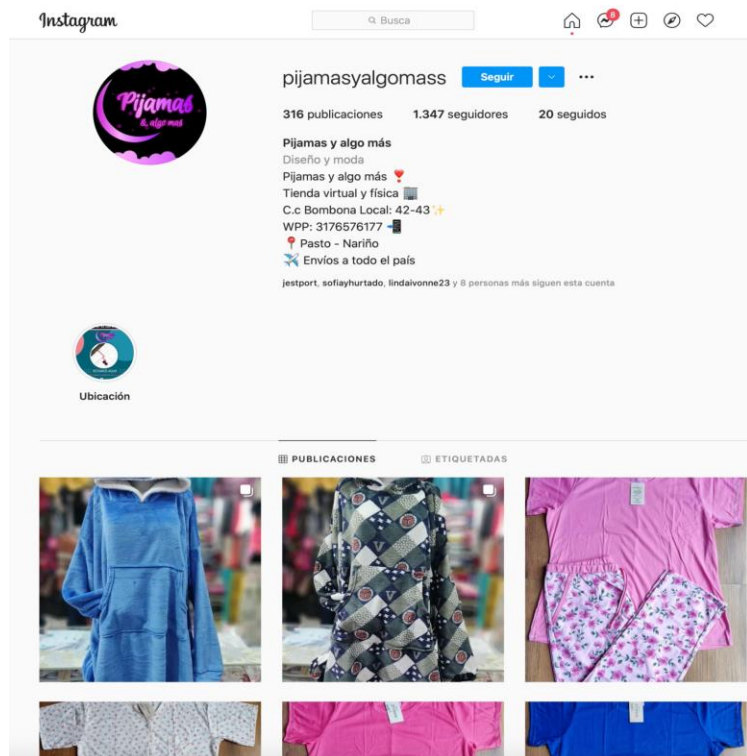 Instagram
Busca
8
Pijamas
&, algo mas
pijamasyalgomass Seguir
316 publicaciones 1.347 seguidores 20 seguidos
Pijamas y algo más
Diseño y moda
Pijamas y algo más ❣️
Tienda virtual y física 🏢
C.c Bombona Local: 42-43✨
WPP: 3176576177 📲
📍 Pasto - Nariño
✈️ Envíos a todo el país
jestport, sofiayhurtado, lindaivonne23 y 8 personas más siguen esta cuenta
Ubicación
PUBLICACIONES ETIQUETADAS